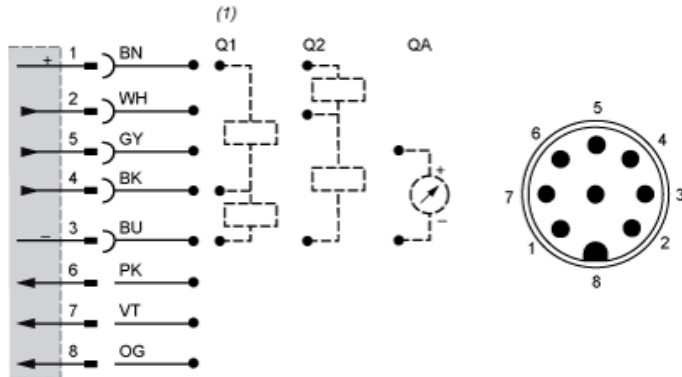 (1)
Q1 Q2 QA
+ 1 BN
2 WH
5 GY
4 BK
− 3 BU
6 PK
7 VT
8 OG
+
−
5
6 4
7 3
1 2
8